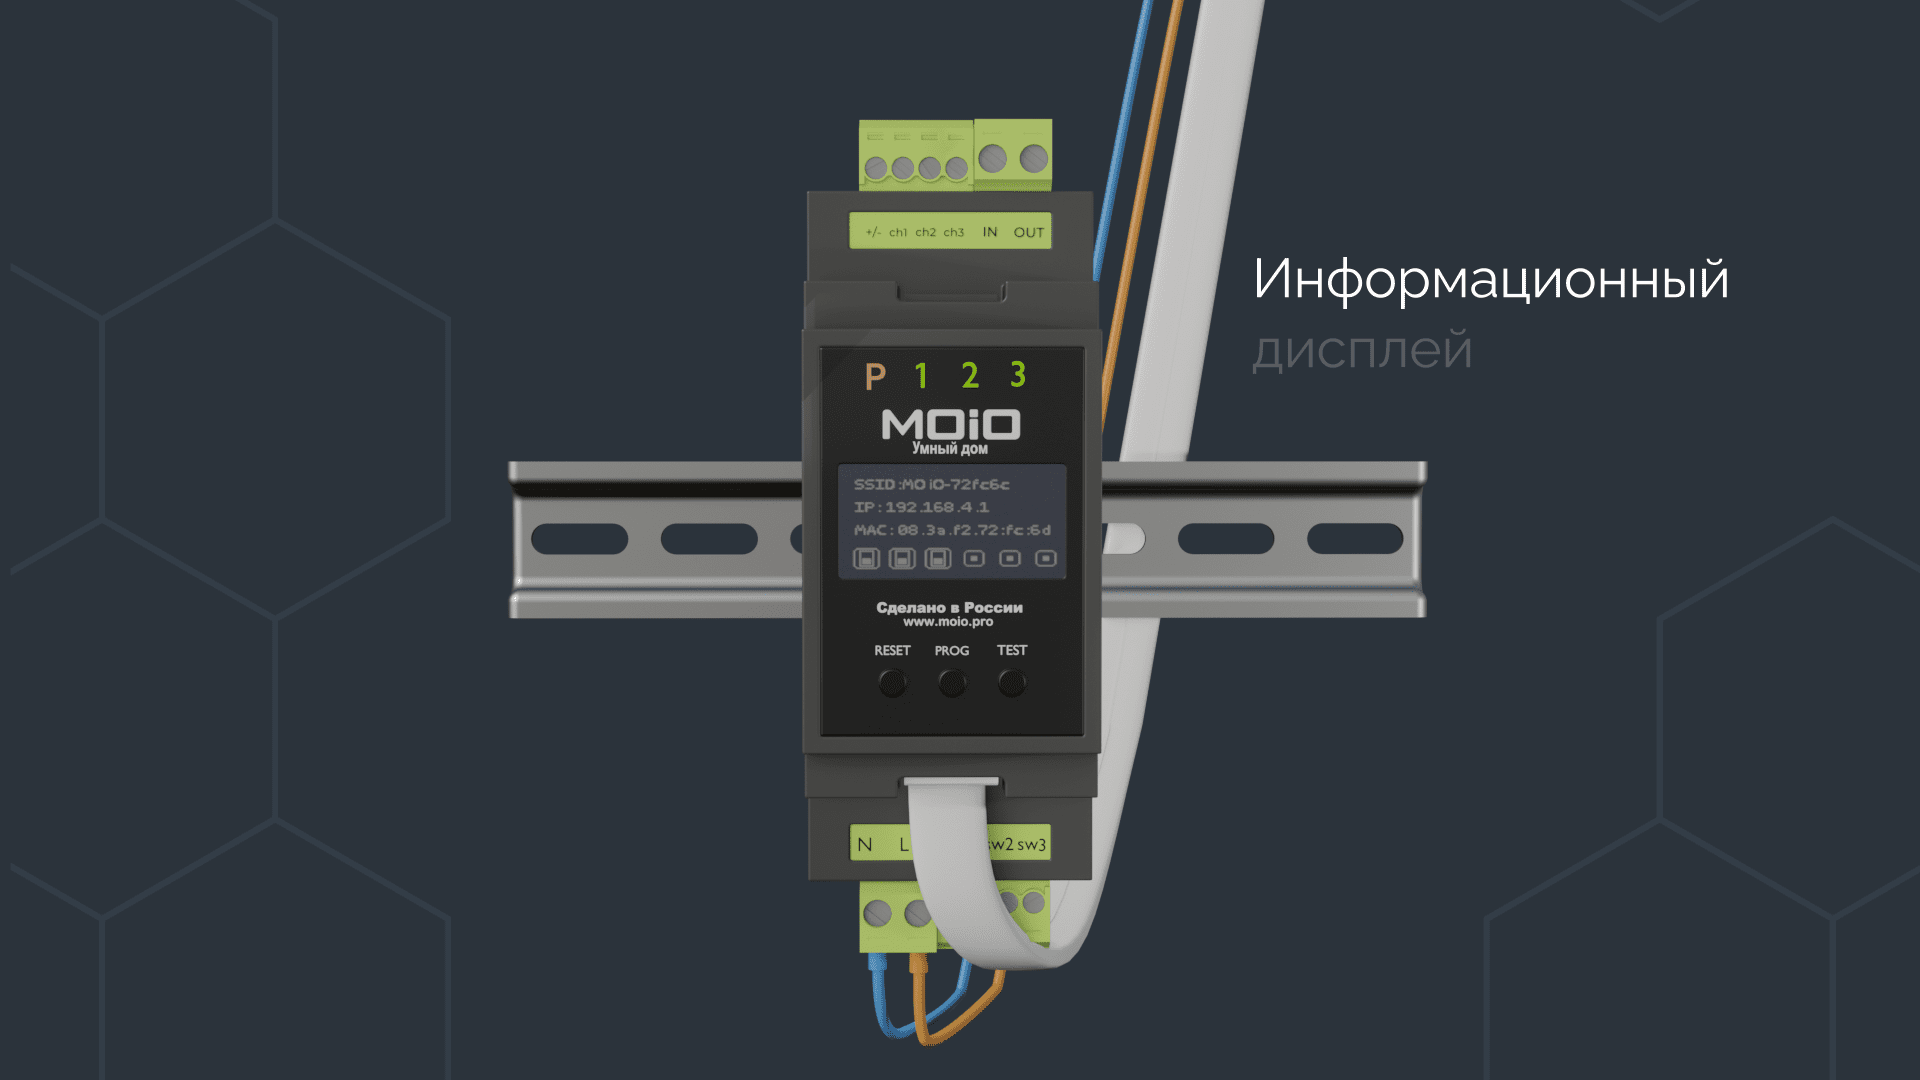 +/- ch1 ch2 ch3 IN OUT
Информационный
дисплей
P 1 2 3
MOiO
Умный дом
SSID:MOiO-72fc6c
IP:192.168.4.1
MAC:08.3a.f2.72:fc:6d
Сделано в России
www.moio.pro
RESET PROG TEST
N L sw2 sw3